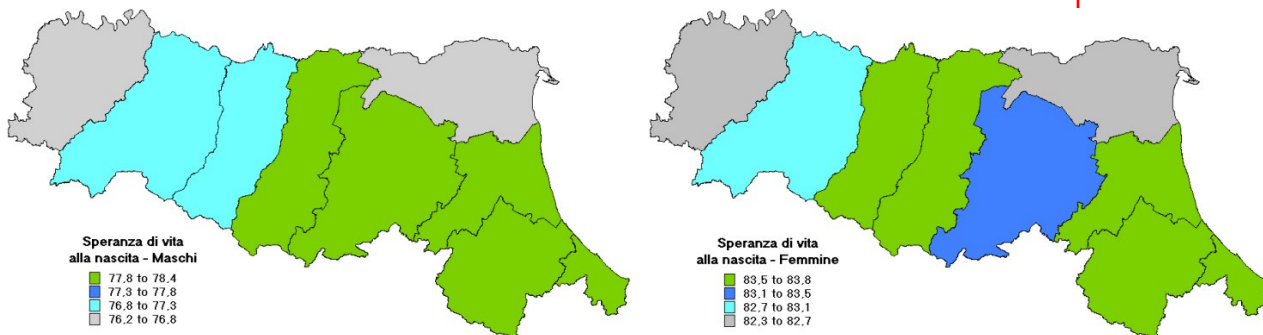 Speranza di vita
alla nascita - Maschi
77,8 to 78,4
77,3 to 77,8
76,8 to 77,3
76,2 to 76,8
Speranza di vita
alla nascita - Femmine
83,5 to 83,8
83,1 to 83,5
82,7 to 83,1
82,3 to 82,7